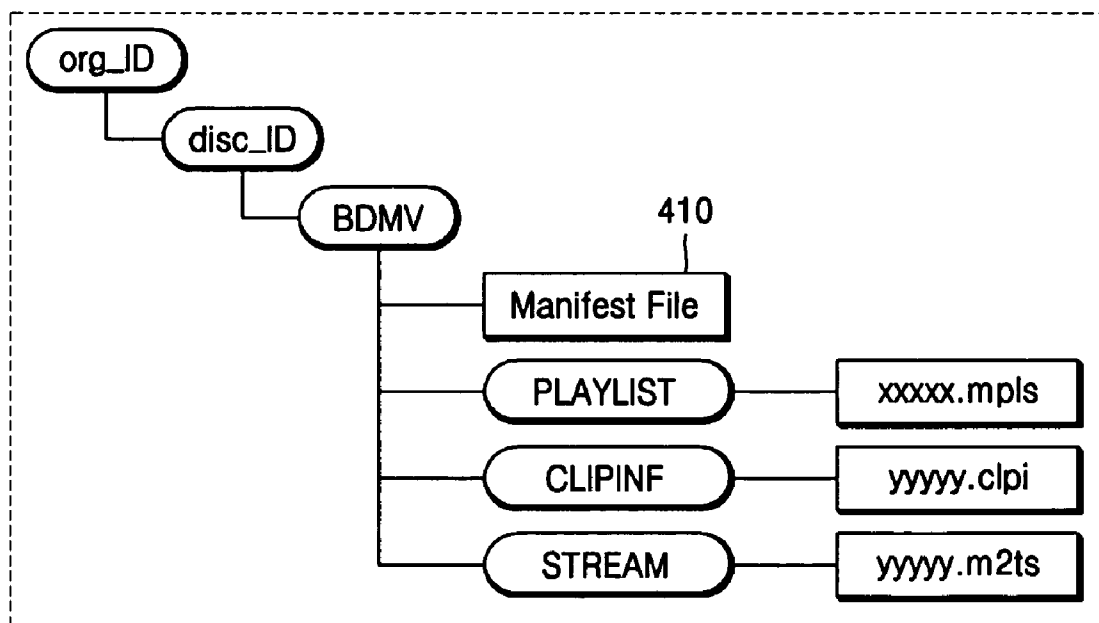 org_ID
disc_ID
BDMV
410
Manifest File
PLAYLIST
xxxxx.mpls
CLIPINF
yyyyy.clpi
STREAM
yyyyy.m2ts